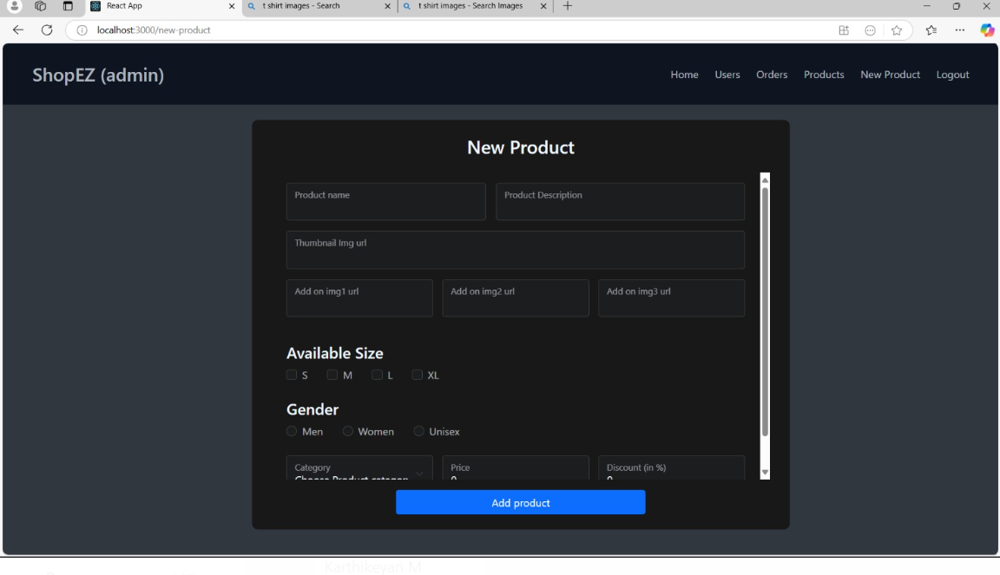 React App
t shirt images - Search
t shirt images - Search Images
localhost:3000/new-product
ShopEZ (admin)
Home Users Orders Products New Product Logout
New Product
Product name Product Description
Thumbnail Img url
Add on img1 url Add on img2 url Add on img3 url
Available Size
S M L XL
Gender
Men Women Unisex
Category Price Discount (in %)
Choose Product categor 0 0
Add product
Karthikeyan M